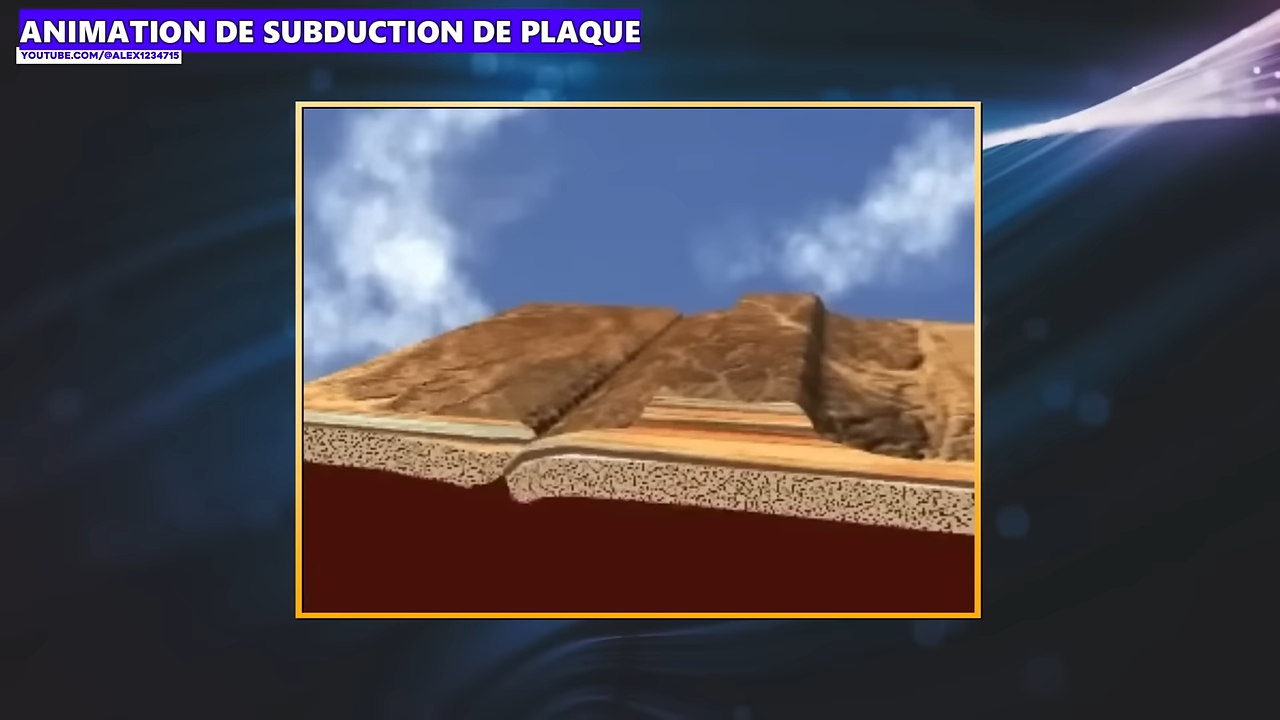 ANIMATION DE SUBDUCTION DE PLAQUE
YOUTUBE.COM/@ALEX1234715